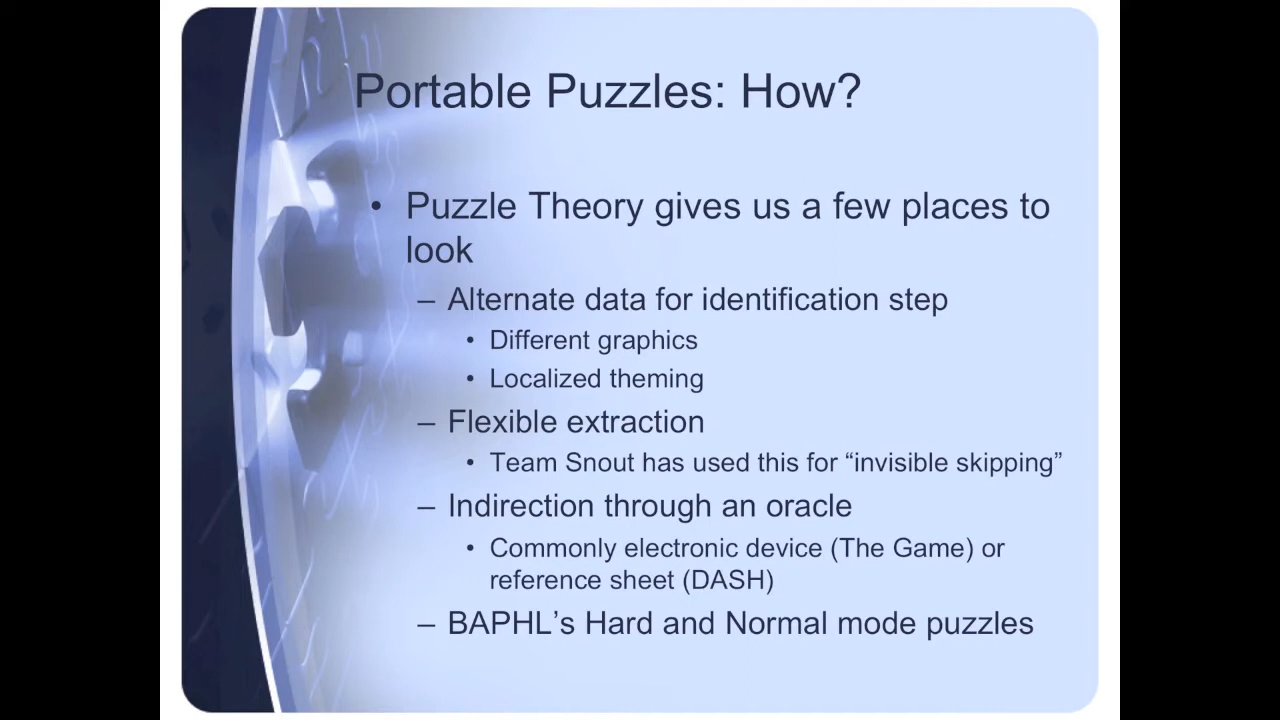 Portable Puzzles: How?
• Puzzle Theory gives us a few places to
look
– Alternate data for identification step
• Different graphics
• Localized theming
– Flexible extraction
• Team Snout has used this for “invisible skipping”
– Indirection through an oracle
• Commonly electronic device (The Game) or
reference sheet (DASH)
– BAPHL’s Hard and Normal mode puzzles